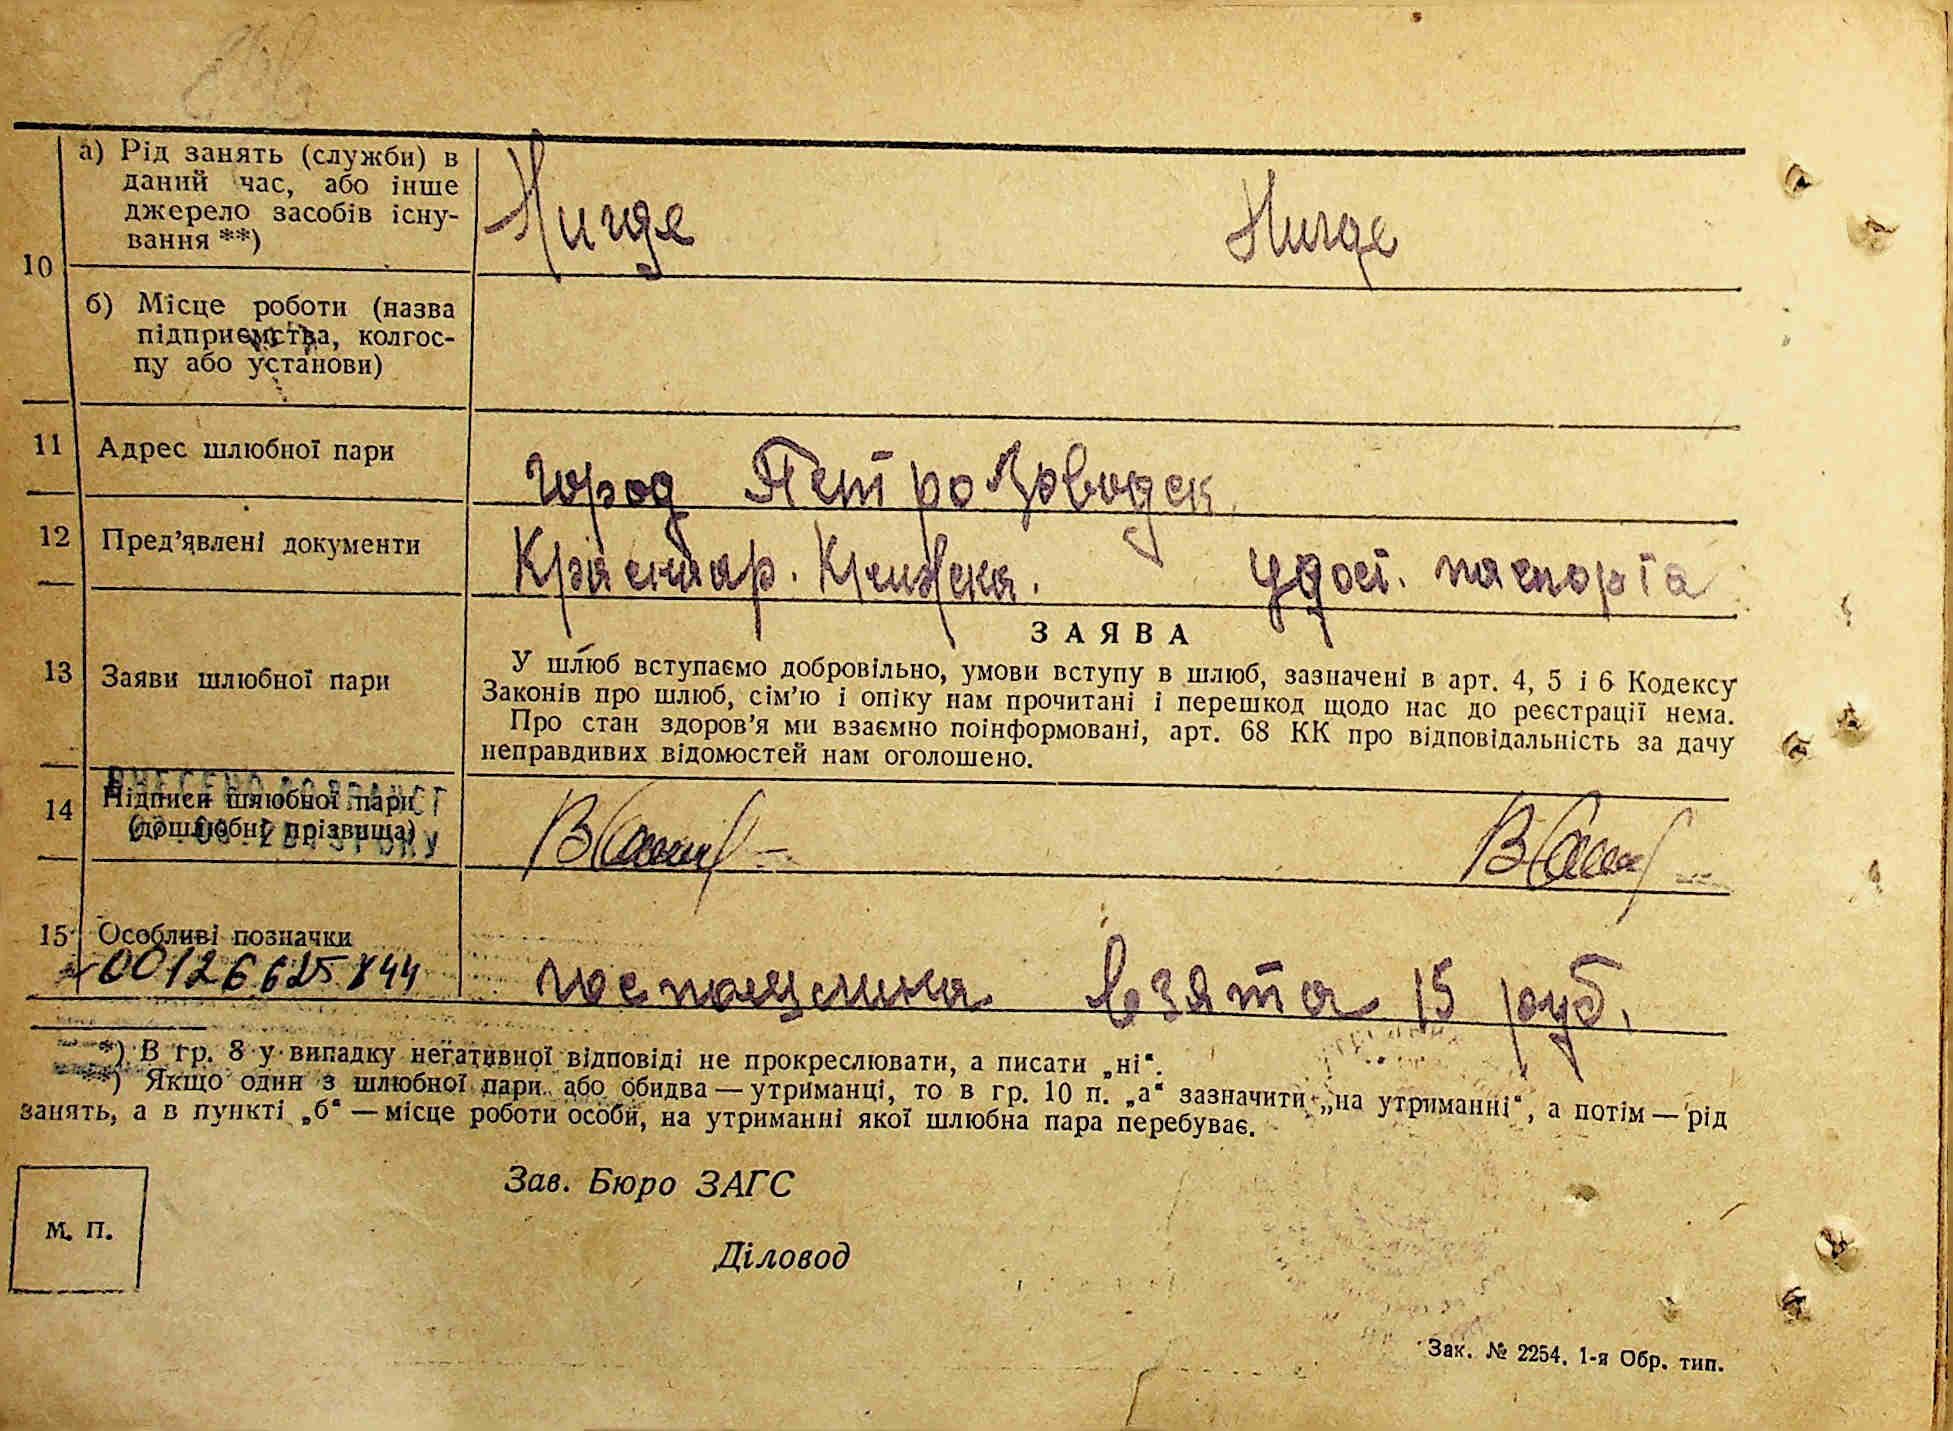 а) Рід занять (служби) в
даний час, або інше
джерело засобів існу-
вання **)
Нигде Нигде
10
б) Місце роботи (назва
підприємства, колгос-
пу або установи)
11 Адрес шлюбної пари
город Петрозаводск
12 Пред’явлені документи
Краснoар. Книжка. удост. паспорта
ЗАЯВА
13 Заяви шлюбної пари
У шлюб вступаємо добровільно, умови вступу в шлюб, зазначені в арт. 4, 5 і 6 Кодексу
Законів про шлюб, сім’ю і опіку нам прочитані і перешкод щодо нас до реєстрації нема.
Про стан здоров’я ми взаємно поінформовані, арт. 68 КК про відповідальність за дачу
неправдивих відомостей нам оголошено.
14 Підписи шлюбної пари
(дошлюбні прізвища)
15 Особливі позначки
00126625844
госпошлина взята 15 руб.
*) В гр. 8 у випадку негативної відповіді не прокреслювати, а писати „ні“.
**) Якщо один з шлюбної пари або обидва — утриманці, то в гр. 10 п. „а“ зазначити „на утриманні“, а потім — рід
занять, а в пункті „б“ — місце роботи особи, на утриманні якої шлюбна пара перебуває.
Зав. Бюро ЗАГС
М. П.
Діловод
Зак. № 2254. 1-я Обр. тип.